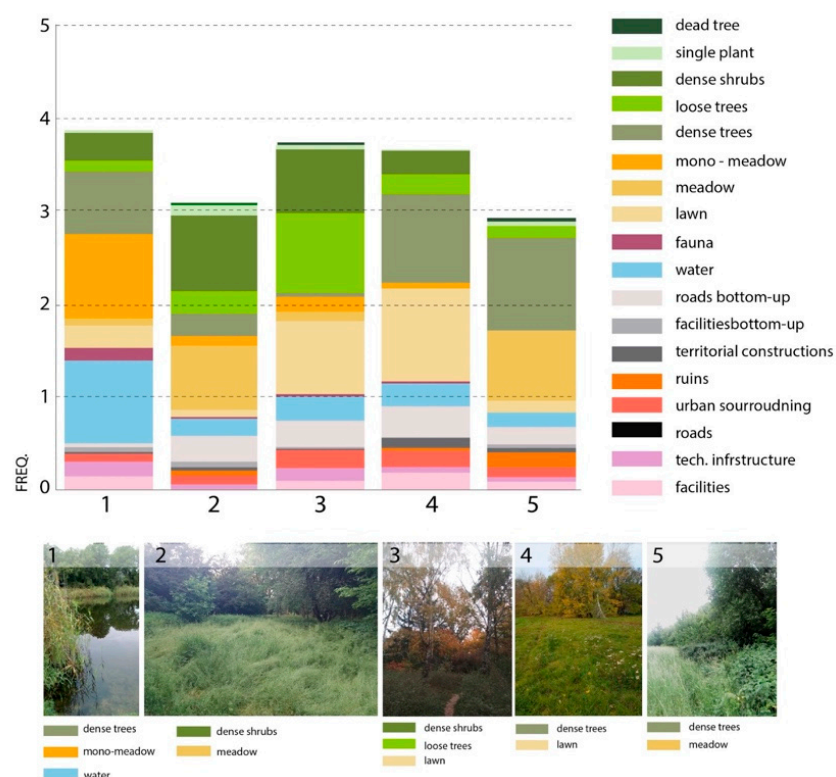 5
4
3
2
1
0
FREQ.
1 2 3 4 5
dead tree
single plant
dense shrubs
loose trees
dense trees
mono - meadow
meadow
lawn
fauna
water
roads bottom-up
facilitiesbottom-up
territorial constructions
ruins
urban sourroudning
roads
tech. infrstructure
facilities
1
dense trees
mono-meadow
water
2
dense shrubs
meadow
3
dense shrubs
loose trees
lawn
4
dense trees
lawn
5
dense trees
meadow